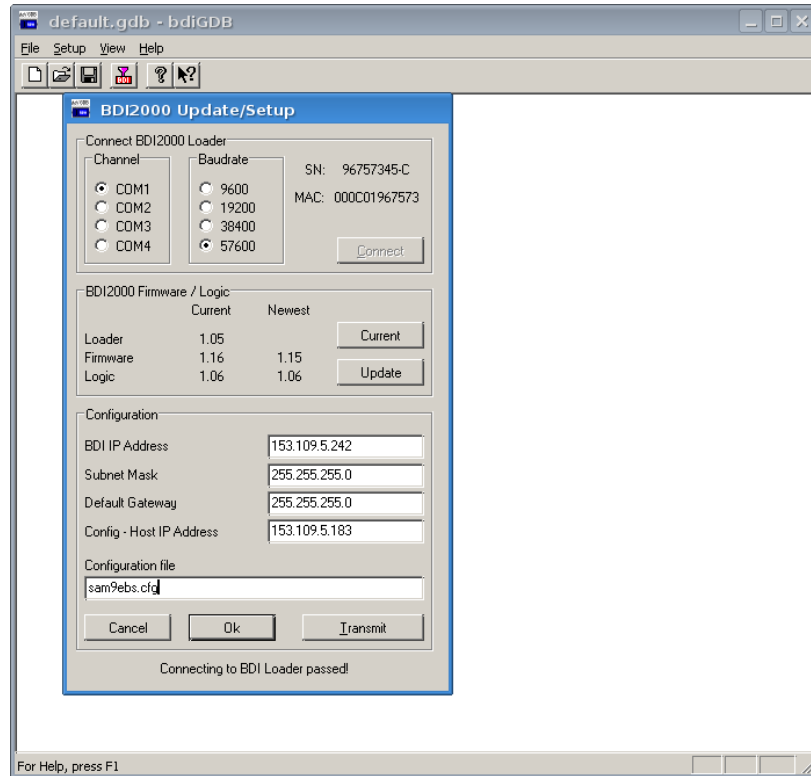 default.gdb - bdiGDB
File Setup View Help
BDI
BDI2000 Update/Setup
Connect BDI2000 Loader
Channel
COM1
COM2
COM3
COM4
Baudrate
9600
19200
38400
57600
SN: 96757345-C
MAC: 000C01967573
Connect
BDI2000 Firmware / Logic
Current Newest
Loader 1.05
Current
Firmware 1.16 1.15
Logic 1.06 1.06
Update
Configuration
BDI IP Address 153.109.5.242
Subnet Mask 255.255.255.0
Default Gateway 255.255.255.0
Config - Host IP Address 153.109.5.183
Configuration file
sam9ebs.cfg
Cancel Ok Transmit
Connecting to BDI Loader passed!
For Help, press F1